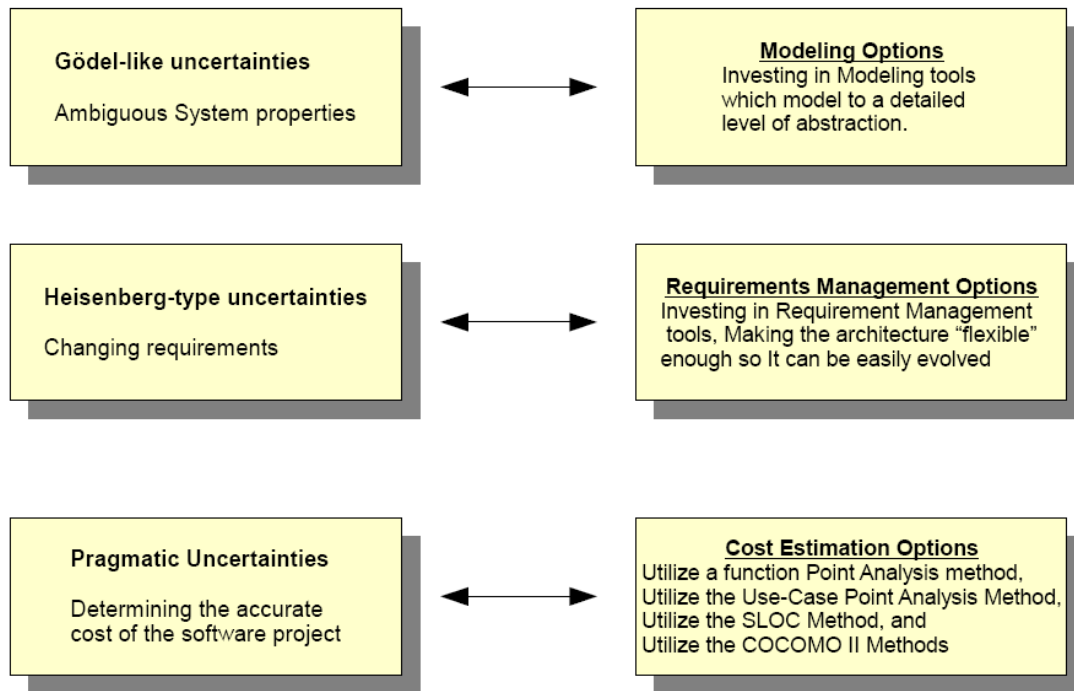 Gödel-like uncertainties
Ambiguous System properties
Modeling Options
Investing in Modeling tools
which model to a detailed
level of abstraction.
Heisenberg-type uncertainties
Changing requirements
Requirements Management Options
Investing in Requirement Management
tools, Making the architecture “flexible”
enough so It can be easily evolved
Pragmatic Uncertainties
Determining the accurate
cost of the software project
Cost Estimation Options
Utilize a function Point Analysis method,
Utilize the Use-Case Point Analysis Method,
Utilize the SLOC Method, and
Utilize the COCOMO II Methods